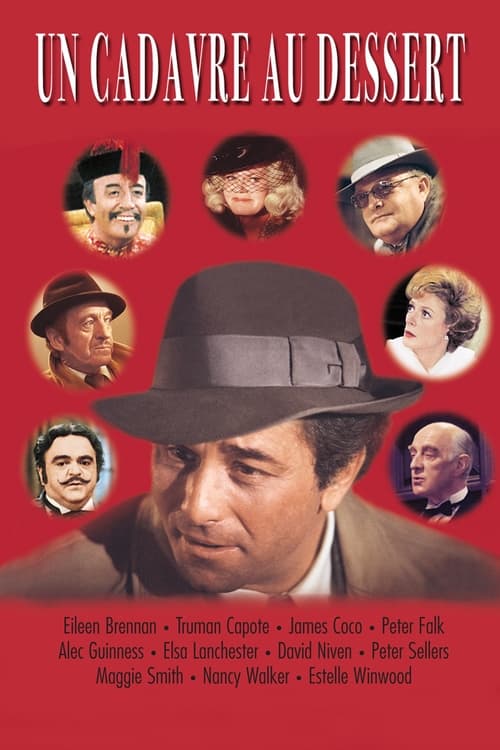 UN CADAVRE AU DESSERT
Eileen Brennan • Truman Capote • James Coco • Peter Falk
Alec Guinness • Elsa Lanchester • David Niven • Peter Sellers
Maggie Smith • Nancy Walker • Estelle Winwood